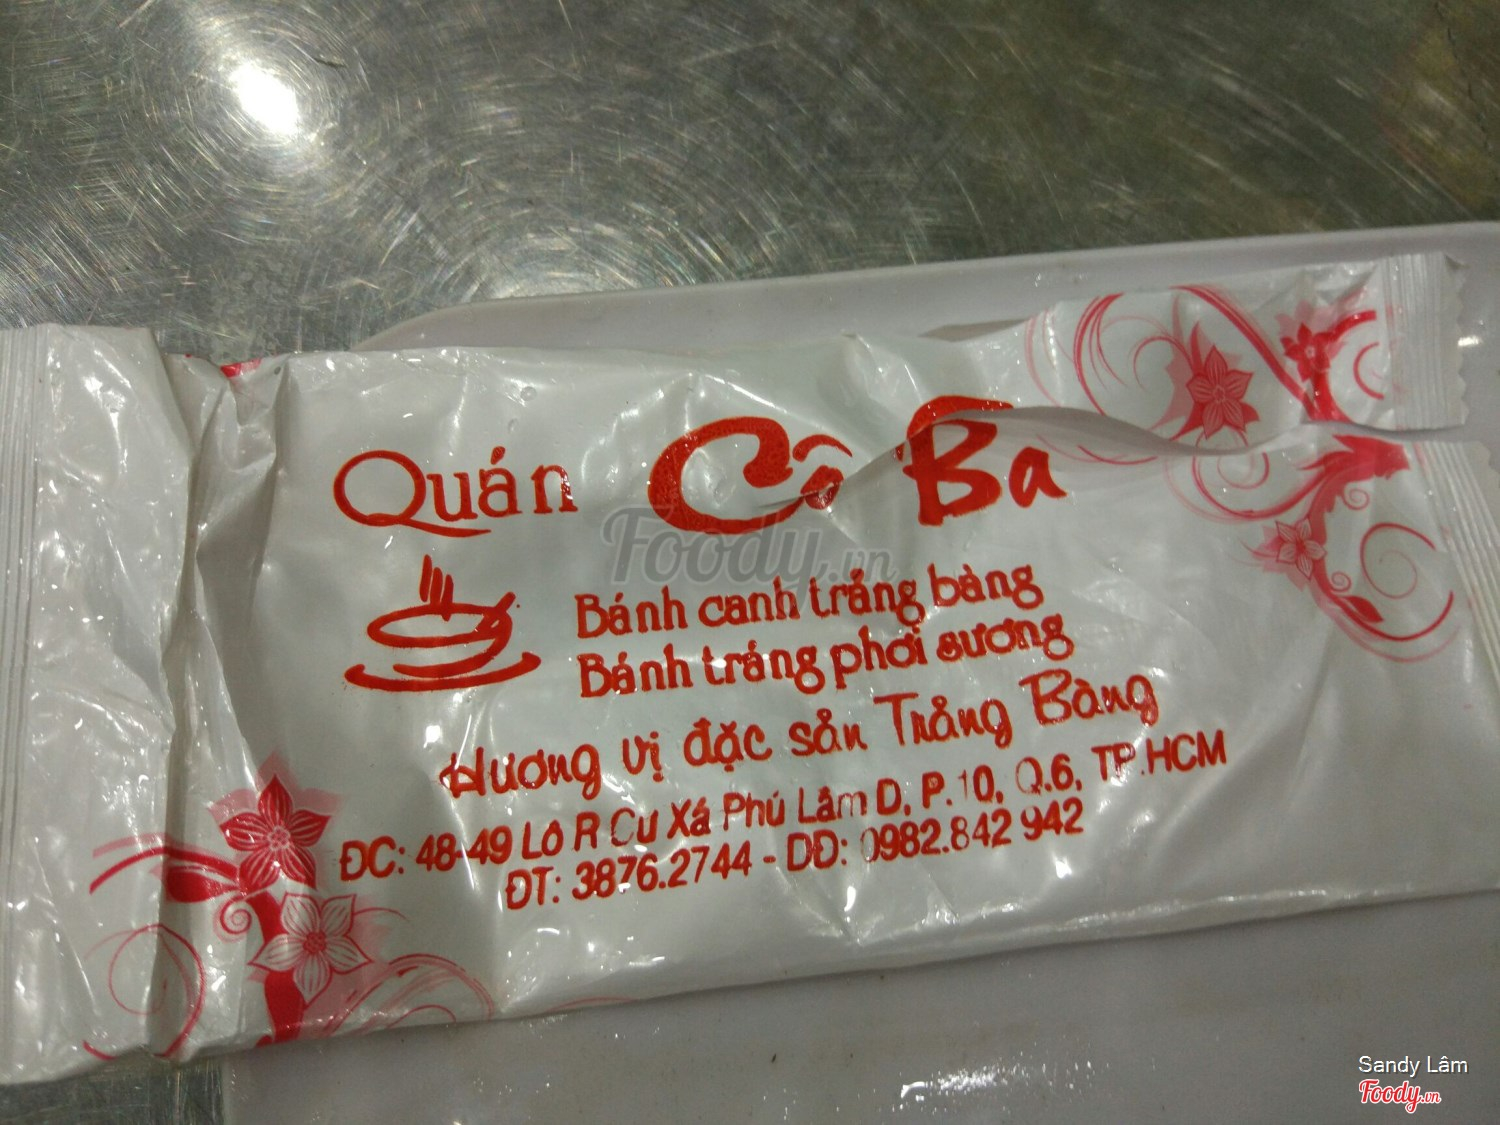 Quán Cô Ba
Foody.vn
Bánh canh trảng bàng
Bánh tráng phơi sương
Hương vị đặc sản Trảng Bàng
ĐC: 48-49 Lô R Cư Xá Phú Lâm D, P.10, Q.6, TP.HCM
ĐT: 3876.2744 - DĐ: 0982.842 942
Sandy Lâm
Foody.vn